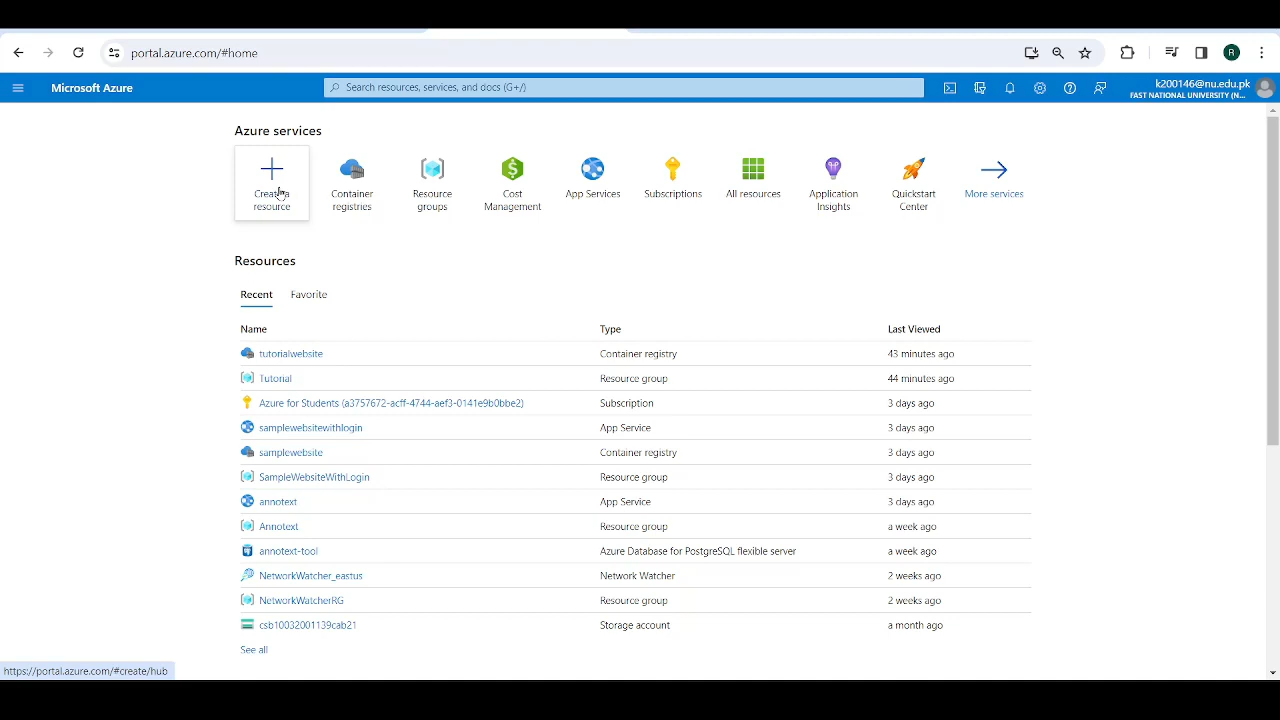 portal.azure.com/#home
R
Microsoft Azure
Search resources, services, and docs (G+/)
k200146@nu.edu.pk
FAST NATIONAL UNIVERSITY (N...
Azure services
Create a resource
Container registries
Resource groups
Cost Management
App Services
Subscriptions
All resources
Application Insights
Quickstart Center
More services
Resources
Recent Favorite
Name Type Last Viewed
tutorialwebsite Container registry 43 minutes ago
Tutorial Resource group 44 minutes ago
Azure for Students (a3757672-acff-4744-aef3-0141e9b0bbe2) Subscription 3 days ago
samplewebsitewithlogin App Service 3 days ago
samplewebsite Container registry 3 days ago
SampleWebsiteWithLogin Resource group 3 days ago
annotext App Service 3 days ago
Annotext Resource group a week ago
annotext-tool Azure Database for PostgreSQL flexible server a week ago
NetworkWatcher_eastus Network Watcher 2 weeks ago
NetworkWatcherRG Resource group 2 weeks ago
csb10032001139cab21 Storage account a month ago
See all
https://portal.azure.com/#create/hub